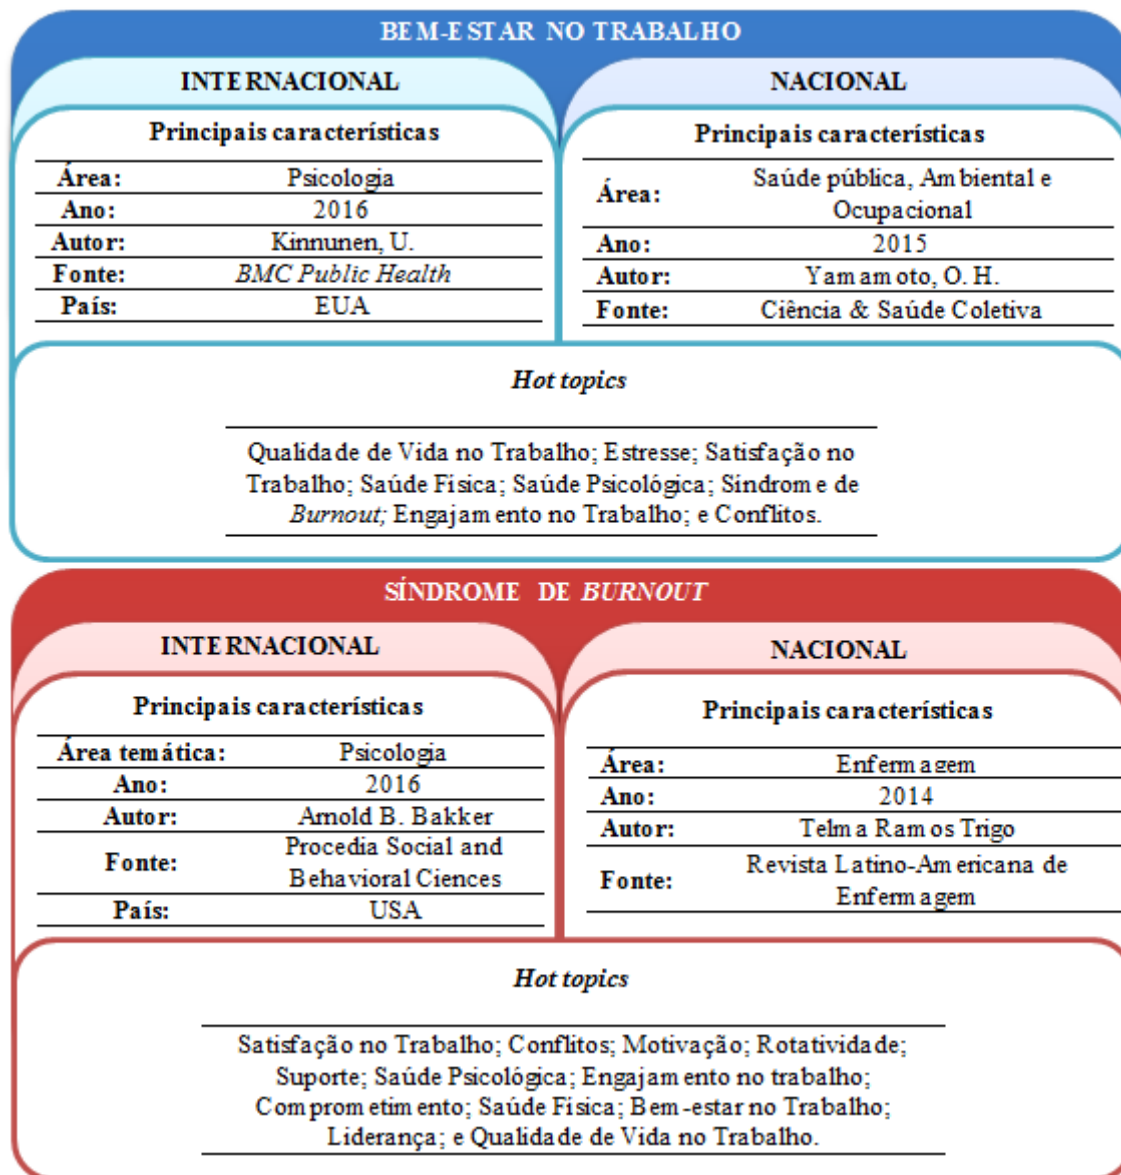 BEM-ESTAR NO TRABALHO
INTERNACIONAL
Principais característisticas
Área: Psicologia
Ano: 2016
Autor: Kinnunen, U.
Fonte: BMC Public Health
País: EUA
NACIONAL
Principais características
Área: Saúde pública, Ambiental e
Ocupacional
Ano: 2015
Autor: Yamamoto, O. H.
Fonte: Ciência & Saúde Coletiva
Hot topics
Qualidade de Vida no Trabalho; Estresse; Satisfação no
Trabalho; Saúde Física; Saúde Psicológica; Síndrome de
Burnout; Engajamento no Trabalho; e Conflitos.
SÍNDROME DE BURNOUT
INTERNACIONAL
Principais características
Área temática: Psicologia
Ano: 2016
Autor: Arnold B. Bakker
Fonte: Procedia Social and
Behavioral Ciences
País: USA
NACIONAL
Principais características
Área: Enfermagem
Ano: 2014
Autor: Telma Ramos Trigo
Fonte: Revista Latino-Americana de
Enfermagem
Hot topics
Satisfação no Trabalho; Conflitos; Motivação; Rotatividade;
Suporte; Saúde Psicológica; Engajamento no trabalho;
Comprometimento; Saúde Física; Bem-estar no Trabalho;
Liderança; e Qualidade de Vida no Trabalho.